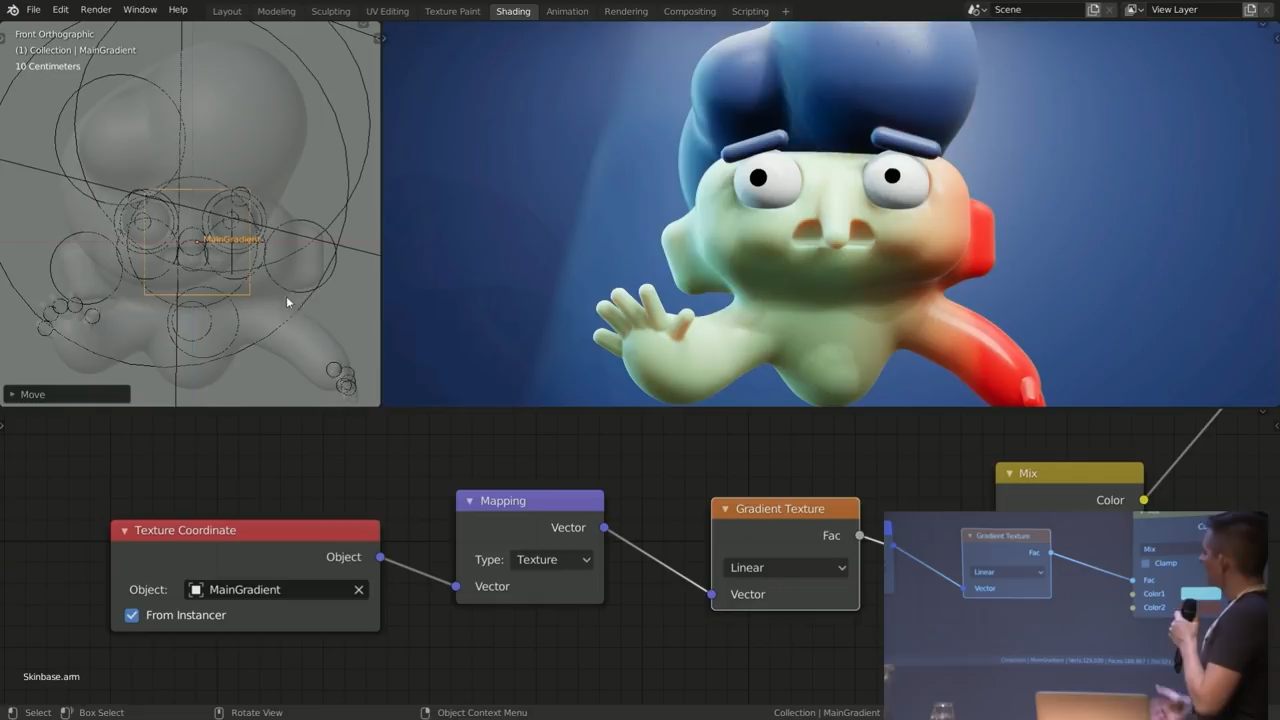 File Edit Render Window Help Layout Modeling Sculpting UV Editing Texture Paint Shading Animation Rendering Compositing Scripting + Scene View Layer
Front Orthographic
(1) Collection | MainGradient
10 Centimeters
MainGradient
Move
Texture Coordinate
Object
Object: MainGradient
From Instancer
Mapping
Vector
Type: Texture
Vector
Gradient Texture
Fac
Linear
Vector
Mix
Color
Gradient Texture
Fac
Linear
Vector
Mix
Clamp
Fac
Color1
Color2
Skinbase.arm
Select Box Select Rotate View Object Context Menu Collection | MainGradient